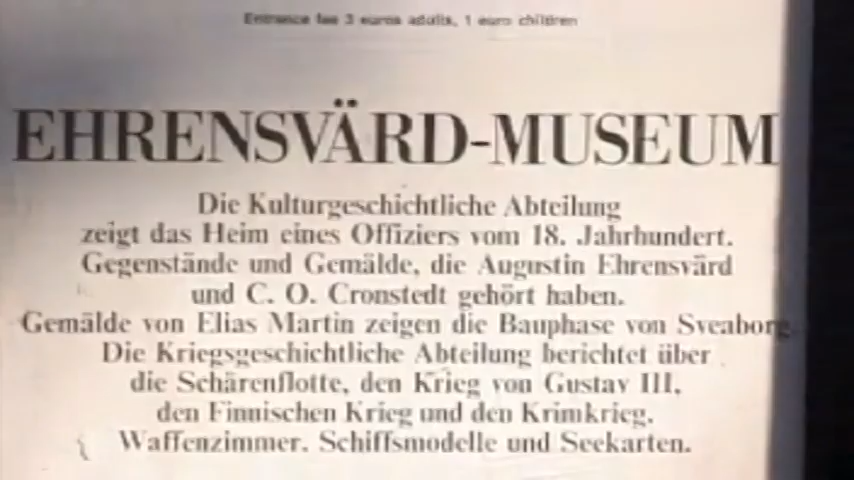 Entrance fee 3 euros adults, 1 euro children
EHRENSVÄRD-MUSEUM
Die Kulturgeschichtliche Abteilung
zeigt das Heim eines Offiziers vom 18. Jahrhundert.
Gegenstände und Gemälde, die Augustin Ehrensvärd
und C. O. Cronstedt gehört haben.
Gemälde von Elias Martin zeigen die Bauphase von Sveaborg.
Die Kriegsgeschichtliche Abteilung berichtet über
die Schärenflotte, den Krieg von Gustav III,
den Finnischen Krieg und den Krimkrieg.
Waffenzimmer. Schiffsmodelle und Seekarten.